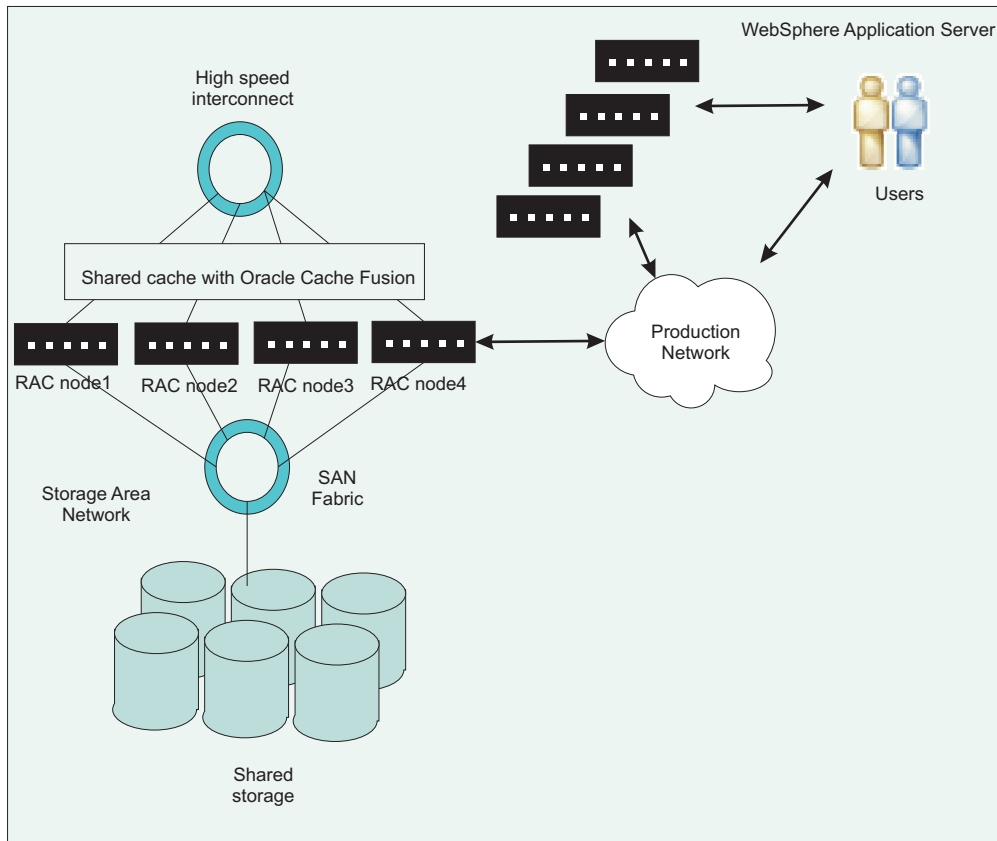 WebSphere Application Server
High speed
interconnect
Users
Shared cache with Oracle Cache Fusion
Production
Network
RAC node1
RAC node2
RAC node3
RAC node4
Storage Area
Network
SAN
Fabric
Shared
storage